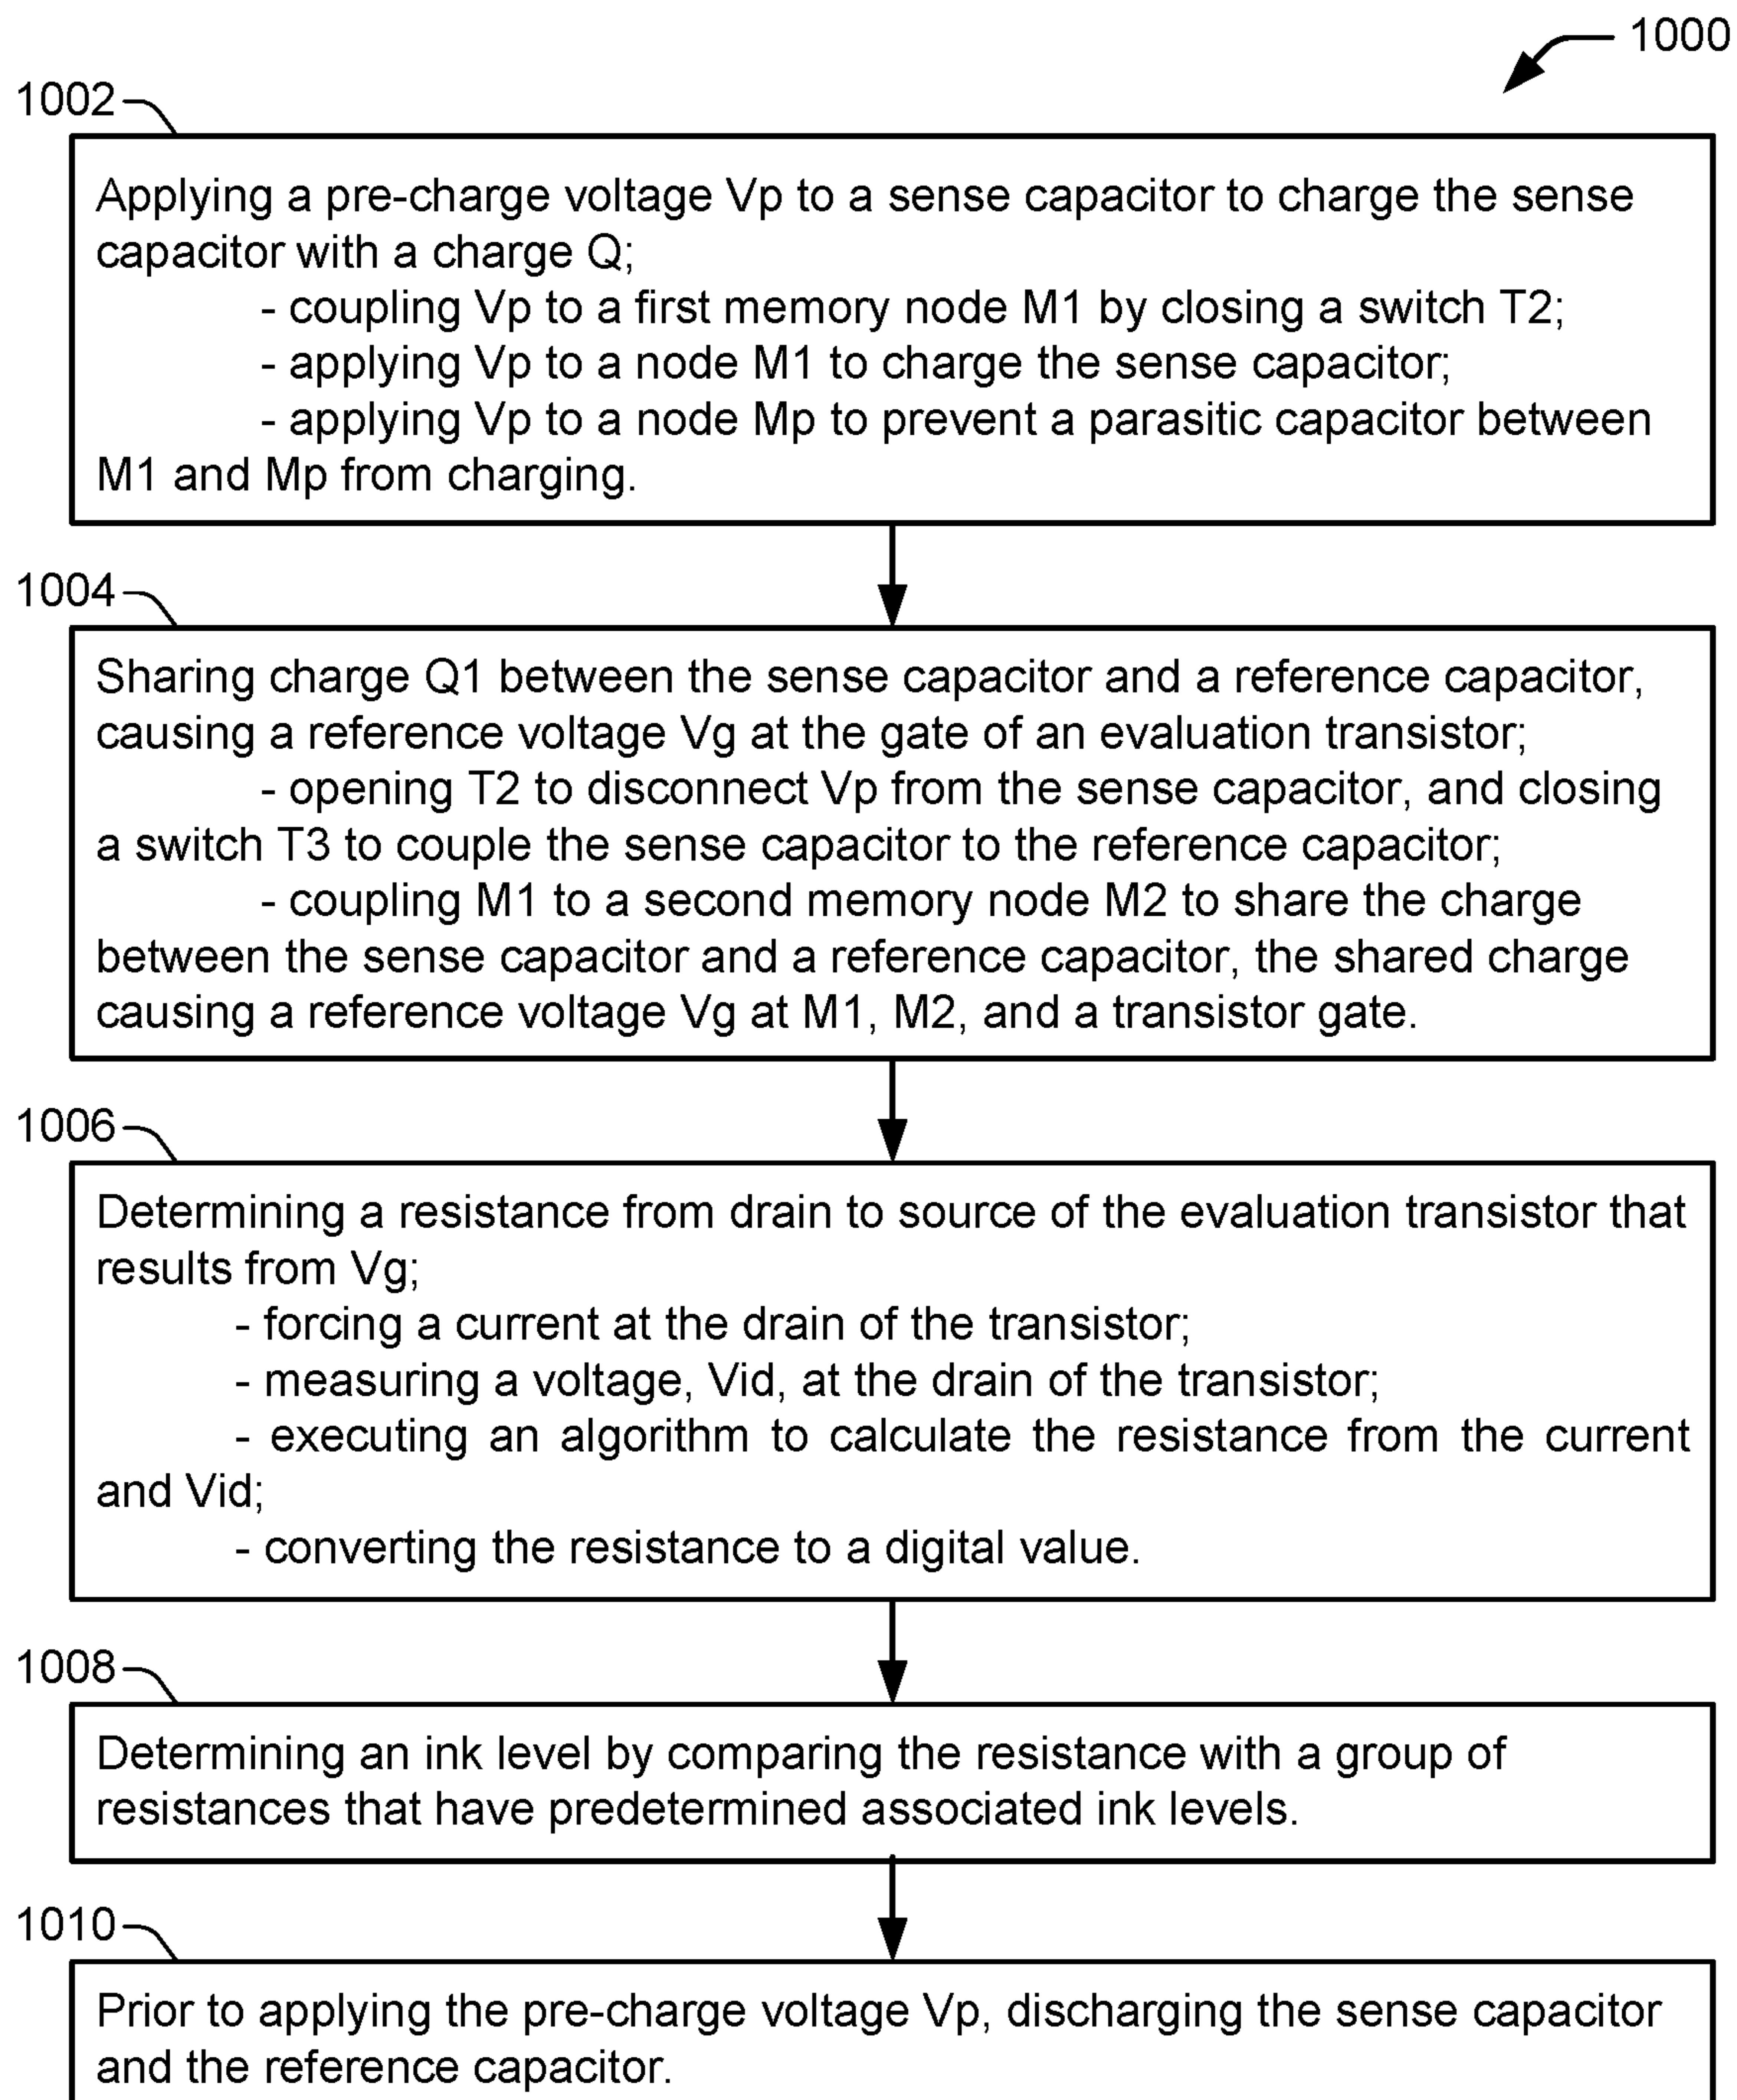 1000
1002
Applying a pre-charge voltage Vp to a sense capacitor to charge the sense
capacitor with a charge Q;
- coupling Vp to a first memory node M1 by closing a switch T2;
- applying Vp to a node M1 to charge the sense capacitor;
- applying Vp to a node Mp to prevent a parasitic capacitor between
M1 and Mp from charging.
1004
Sharing charge Q1 between the sense capacitor and a reference capacitor,
causing a reference voltage Vg at the gate of an evaluation transistor;
- opening T2 to disconnect Vp from the sense capacitor, and closing
a switch T3 to couple the sense capacitor to the reference capacitor;
- coupling M1 to a second memory node M2 to share the charge
between the sense capacitor and a reference capacitor, the shared charge
causing a reference voltage Vg at M1, M2, and a transistor gate.
1006
Determining a resistance from drain to source of the evaluation transistor that
results from Vg;
- forcing a current at the drain of the transistor;
- measuring a voltage, Vid, at the drain of the transistor;
- executing an algorithm to calculate the resistance from the current
and Vid;
- converting the resistance to a digital value.
1008
Determining an ink level by comparing the resistance with a group of
resistances that have predetermined associated ink levels.
1010
Prior to applying the pre-charge voltage Vp, discharging the sense capacitor
and the reference capacitor.